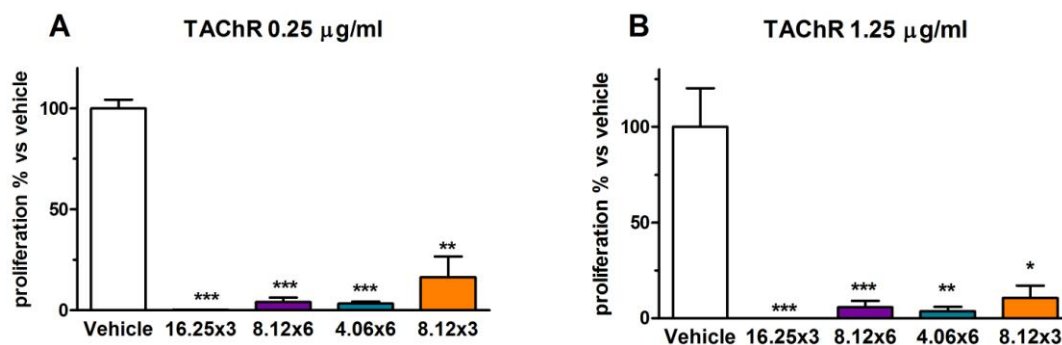 A
TAChR 0.25 μg/ml
proliferation % vs vehicle
100
50
0
***
***
***
**
Vehicle 16.25x3 8.12x6 4.06x6 8.12x3
B
TAChR 1.25 μg/ml
proliferation % vs vehicle
100
50
0
***
***
**
*
Vehicle 16.25x3 8.12x6 4.06x6 8.12x3